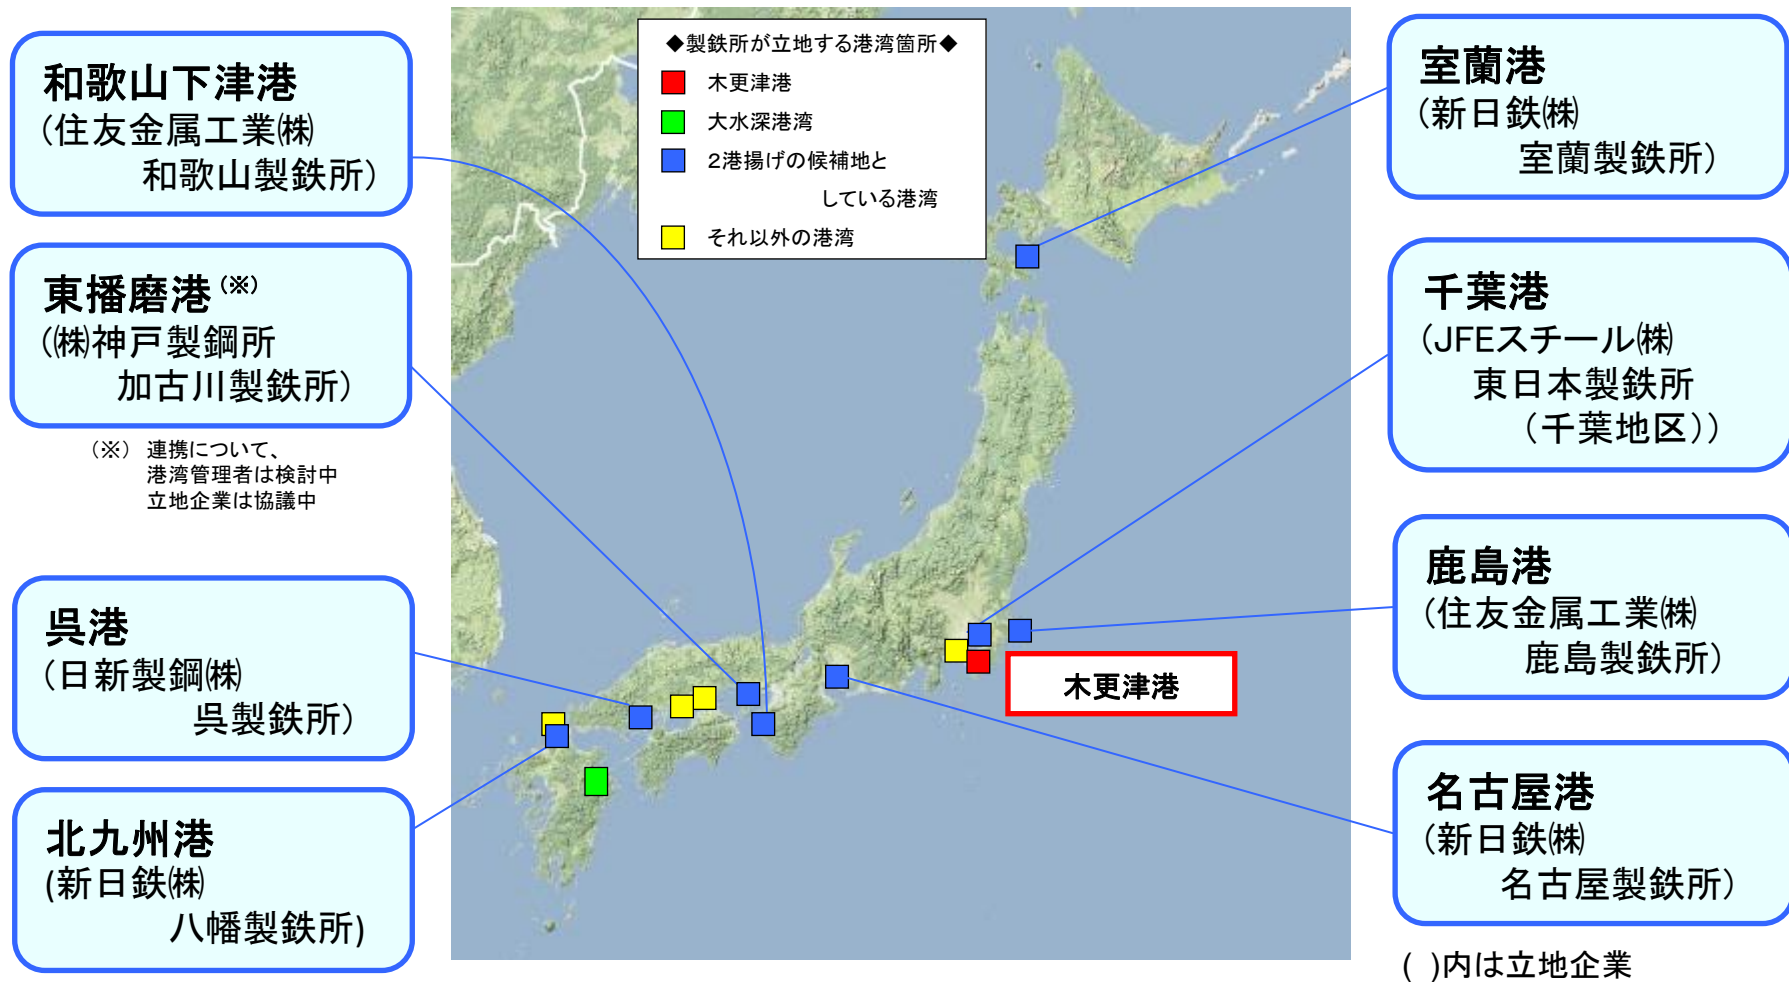 ◆製鉄所が立地する港湾箇所◆
木更津港
大水深港湾
2港揚げの候補地と
している港湾
それ以外の港湾
和歌山下津港
(住友金属工業㈱
和歌山製鉄所)
東播磨港(※)
(㈱神戸製鋼所
加古川製鉄所)
(※) 連携について、
港湾管理者は検討中
立地企業は協議中
呉港
(日新製鋼㈱
呉製鉄所)
北九州港
(新日鉄㈱
八幡製鉄所)
室蘭港
(新日鉄㈱
室蘭製鉄所)
千葉港
(JFEスチール㈱
東日本製鉄所
(千葉地区))
鹿島港
(住友金属工業㈱
鹿島製鉄所)
木更津港
名古屋港
(新日鉄㈱
名古屋製鉄所)
( )内は立地企業